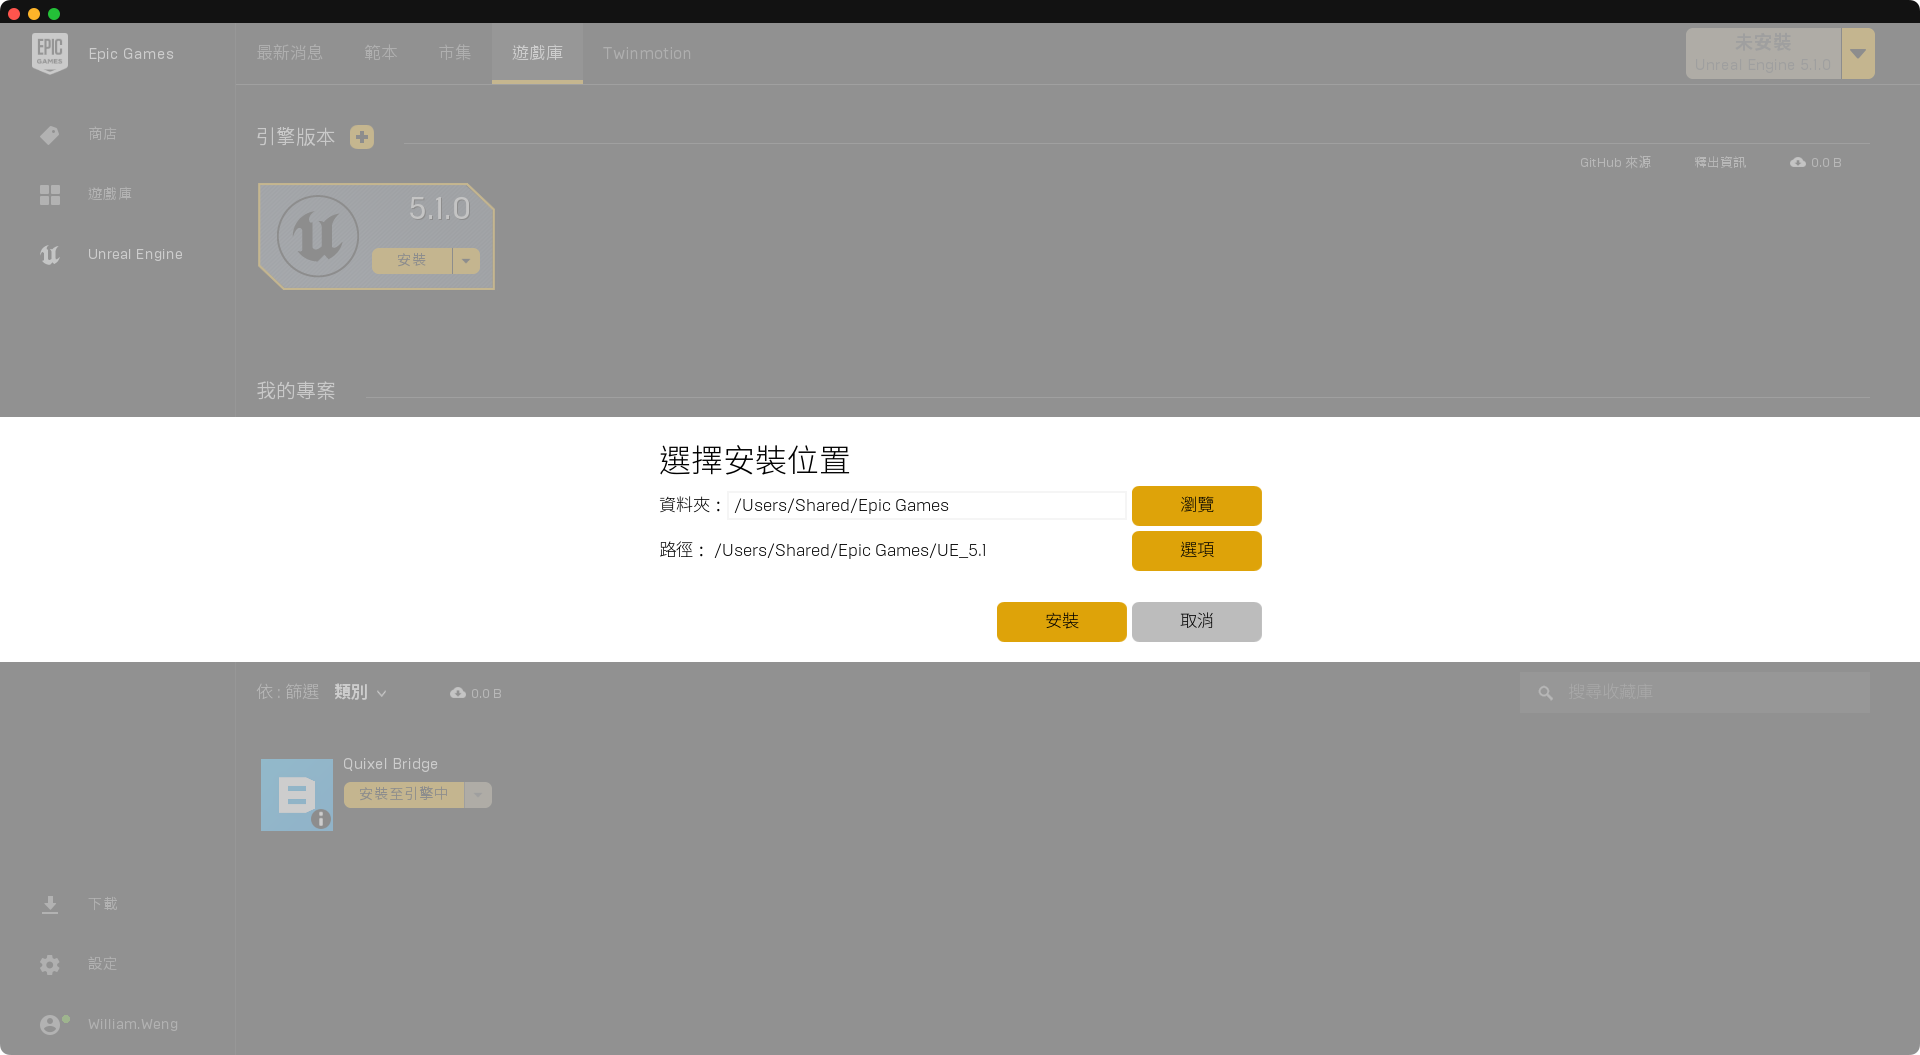 EPIC
GAMES
Epic Games
最新消息
範本
市集
遊戲庫
Twinmotion
未安裝
Unreal Engine 5.1.0
商店
遊戲庫
Unreal Engine
引擎版本
GitHub 來源
釋出資訊
0.0 B
5.1.0
安裝
我的專案
選擇安裝位置
資料夾： /Users/Shared/Epic Games
瀏覽
路徑： /Users/Shared/Epic Games/UE_5.1
選項
安裝
取消
依 : 篩選 類別
0.0 B
搜尋收藏庫
Quixel Bridge
安裝至引擎中
下載
設定
William.Weng